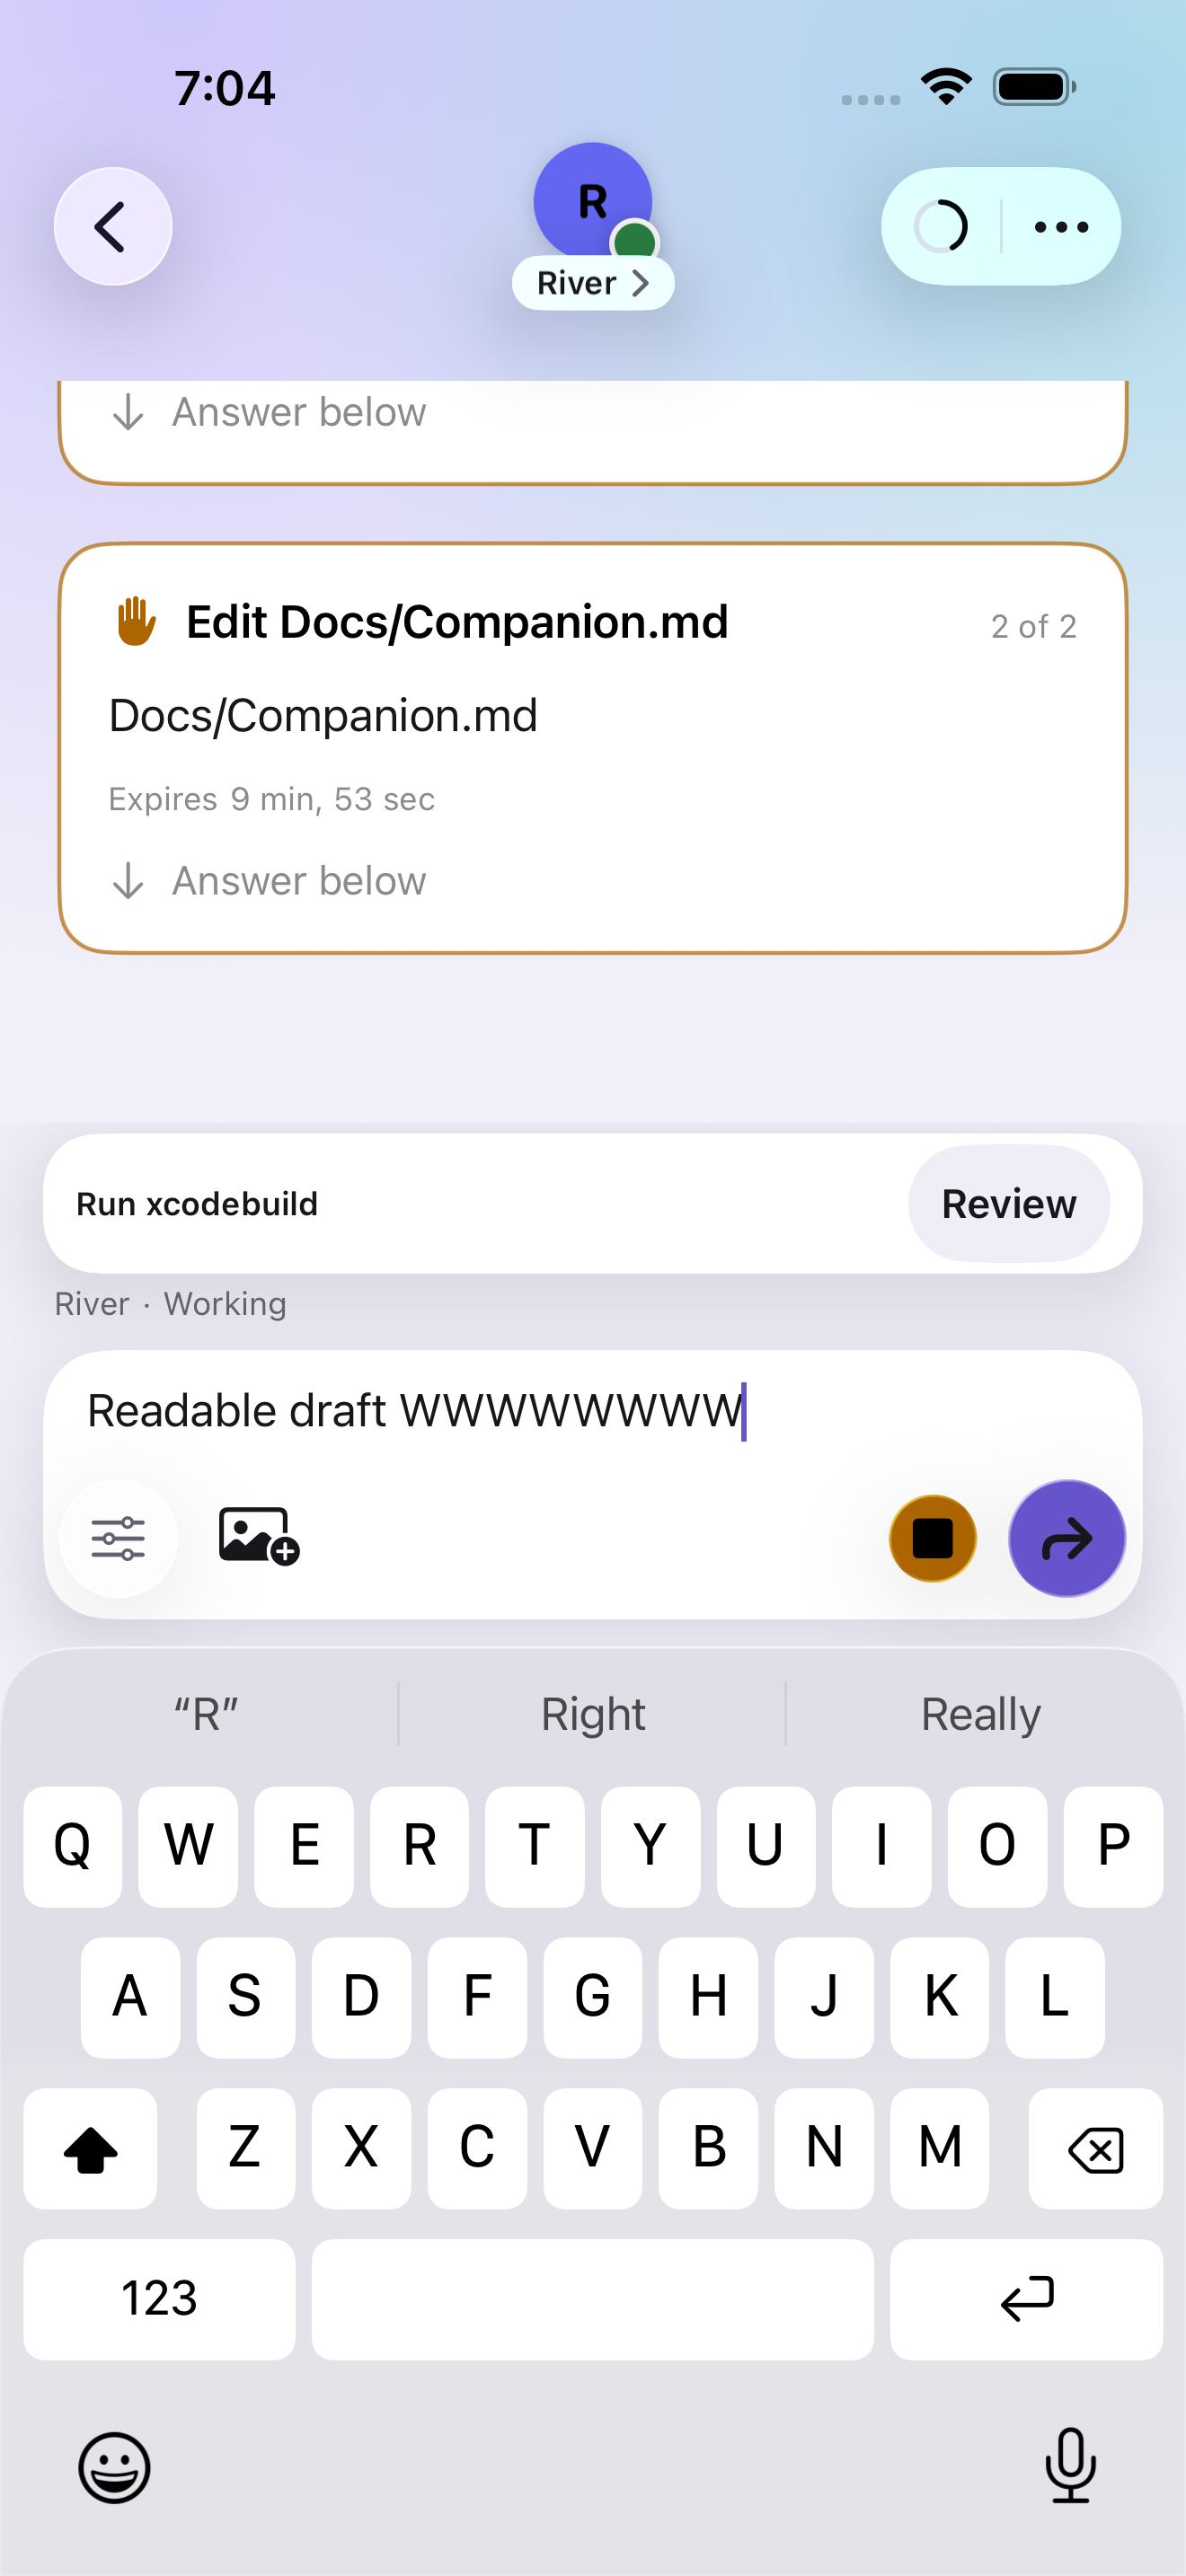 7:04
R
River
Answer below
Edit Docs/Companion.md
2 of 2
Docs/Companion.md
Expires 9 min, 53 sec
Answer below
Run xcodebuild
Review
River · Working
Readable draft WWWWWWWW
“R” Right Really
Q W E R T Y U I O P
A S D F G H J K L
Z X C V B N M
123